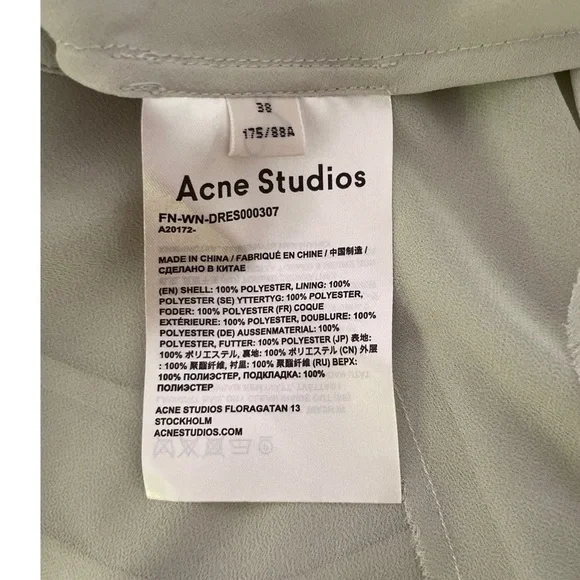 38
175/88A
Acne Studios
FN-WN-DRES000307
A20172-
MADE IN CHINA / FABRIQUÉ EN CHINE / 中国制造 /
СДЕЛАНО В КИТАЕ
(EN) SHELL: 100% POLYESTER, LINING: 100%
POLYESTER (SE) YTTERTYG: 100% POLYESTER,
FODER: 100% POLYESTER (FR) COQUE
EXTÉRIEURE: 100% POLYESTER, DOUBLURE: 100%
POLYESTER (DE) AUSSENMATERIAL: 100%
POLYESTER, FUTTER: 100% POLYESTER (JP) 表地:
100% ポリエステル, 裏地: 100% ポリエステル (CN) 外层
: 100% 聚酯纤维, 衬里: 100% 聚酯纤维 (RU) ВЕРХ:
100% ПОЛИЭСТЕР, ПОДКЛАДКА: 100%
ПОЛИЭСТЕР
ACNE STUDIOS FLORAGATAN 13
STOCKHOLM
ACNESTUDIOS.COM